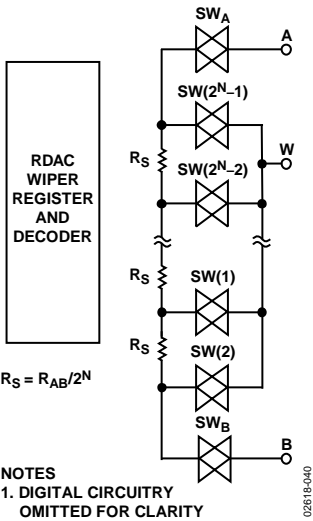 SWA
A
SW(2N–1)
RS
W
SW(2N–2)
RDAC
WIPER
REGISTER
AND
DECODER
RS
SW(1)
RS
SW(2)
RS = RAB/2N
SWB
B
NOTES
1. DIGITAL CIRCUITRY
OMITTED FOR CLARITY
02618-040